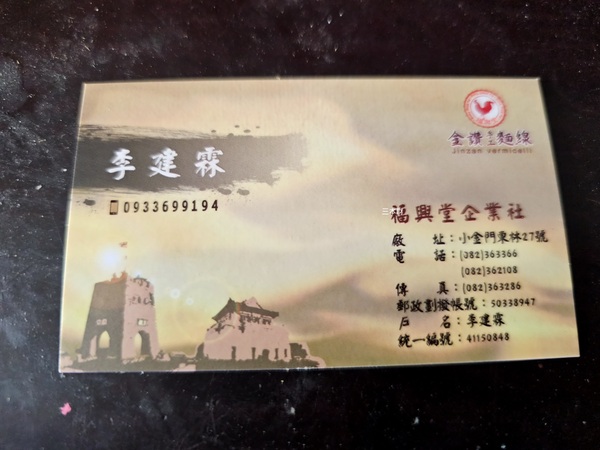 金讚手工麵線
Jinzan vermicelli
李建霖
0933699194
福興堂企業社
廠 址：小金門東林27號
電 話：(082)363366
(082)362108
傳 真：(082)363286
郵政劃撥帳號：50338947
戶 名：李建霖
統一編號：41150848